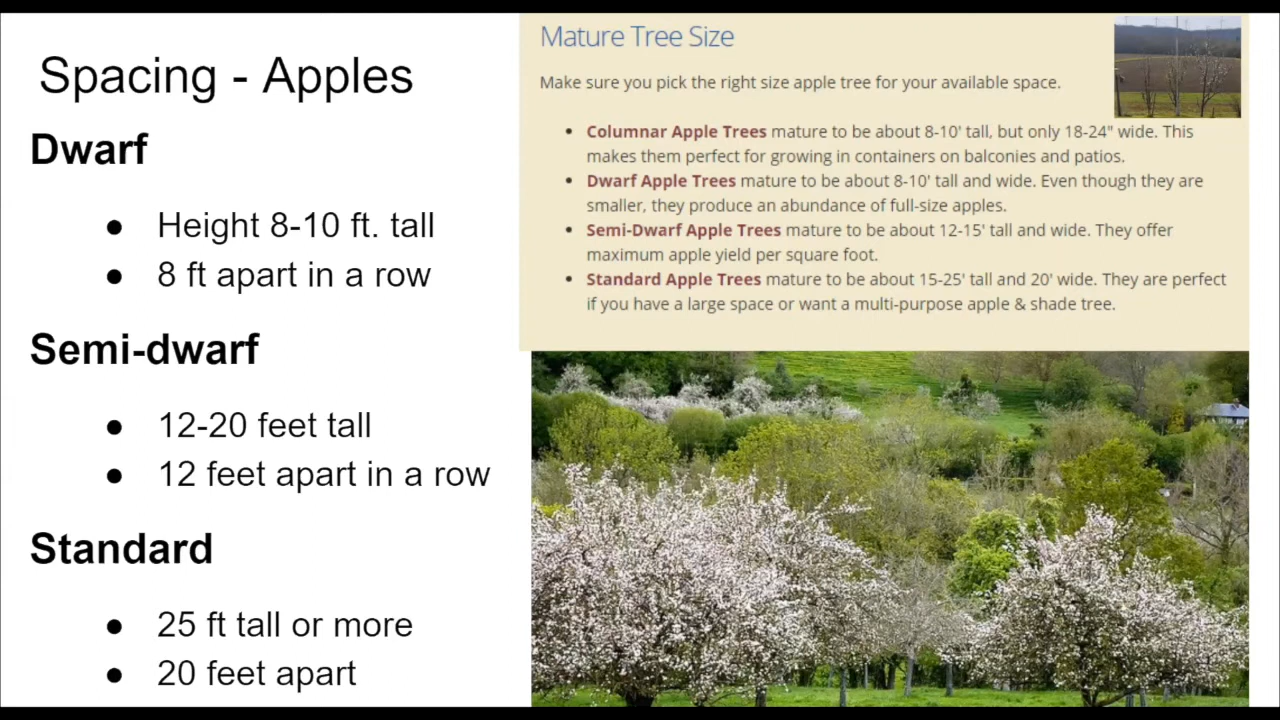 Spacing - Apples
Dwarf
● Height 8-10 ft. tall
● 8 ft apart in a row
Semi-dwarf
● 12-20 feet tall
● 12 feet apart in a row
Standard
● 25 ft tall or more
● 20 feet apart
Mature Tree Size
Make sure you pick the right size apple tree for your available space.
• Columnar Apple Trees mature to be about 8-10' tall, but only 18-24" wide. This
makes them perfect for growing in containers on balconies and patios.
• Dwarf Apple Trees mature to be about 8-10' tall and wide. Even though they are
smaller, they produce an abundance of full-size apples.
• Semi-Dwarf Apple Trees mature to be about 12-15' tall and wide. They offer
maximum apple yield per square foot.
• Standard Apple Trees mature to be about 15-25' tall and 20' wide. They are perfect
if you have a large space or want a multi-purpose apple & shade tree.